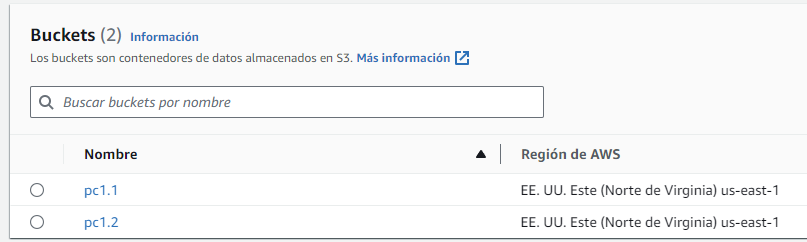 Buckets (2) Información
Los buckets son contenedores de datos almacenados en S3. Más información
Buscar buckets por nombre
Nombre Región de AWS
pc1.1 EE. UU. Este (Norte de Virginia) us-east-1
pc1.2 EE. UU. Este (Norte de Virginia) us-east-1